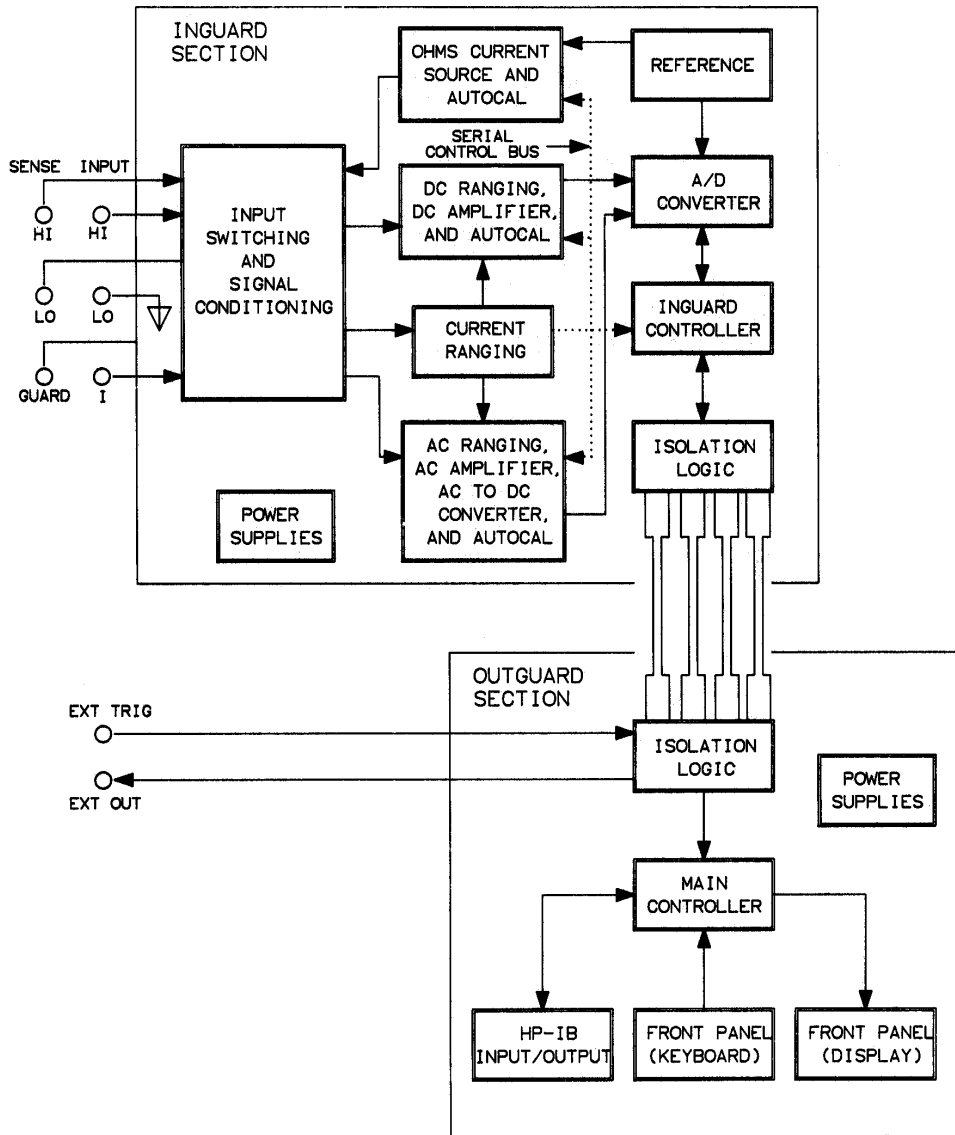 INGUARD
SECTION
OHMS CURRENT
SOURCE AND
AUTOCAL
REFERENCE
SERIAL
CONTROL BUS
SENSE INPUT
HI
HI
LO
LO
GUARD
I
INPUT
SWITCHING
AND
SIGNAL
CONDITIONING
DC RANGING,
DC AMPLIFIER,
AND AUTOCAL
A/D
CONVERTER
CURRENT
RANGING
INGUARD
CONTROLLER
AC RANGING,
AC AMPLIFIER,
AC TO DC
CONVERTER,
AND AUTOCAL
ISOLATION
LOGIC
POWER
SUPPLIES
OUTGUARD
SECTION
EXT TRIG
EXT OUT
ISOLATION
LOGIC
POWER
SUPPLIES
MAIN
CONTROLLER
HP-IB
INPUT/OUTPUT
FRONT PANEL
(KEYBOARD)
FRONT PANEL
(DISPLAY)